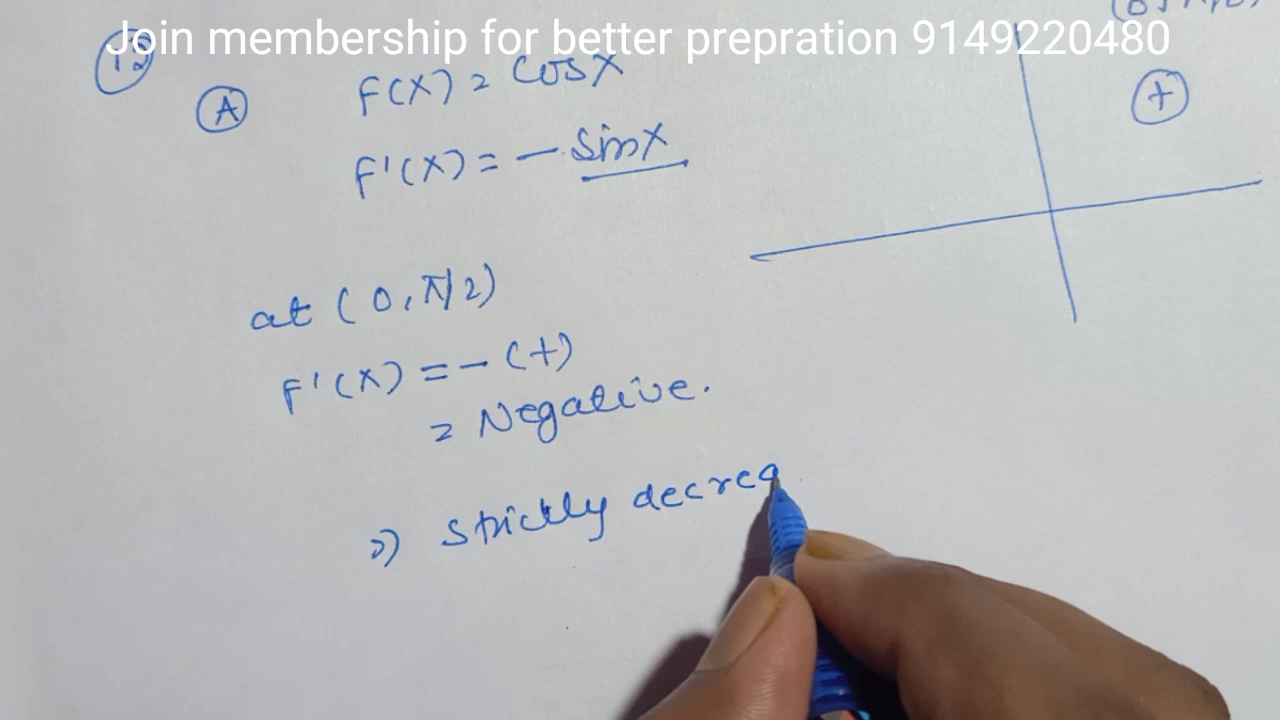 Join membership for better prepration 9149220480
12
A F(X) = Cosx
F'(X) = - Sinx
+
at (0, π/2)
F'(X) = - (+)
= Negative.
⇒ Strictly decrea